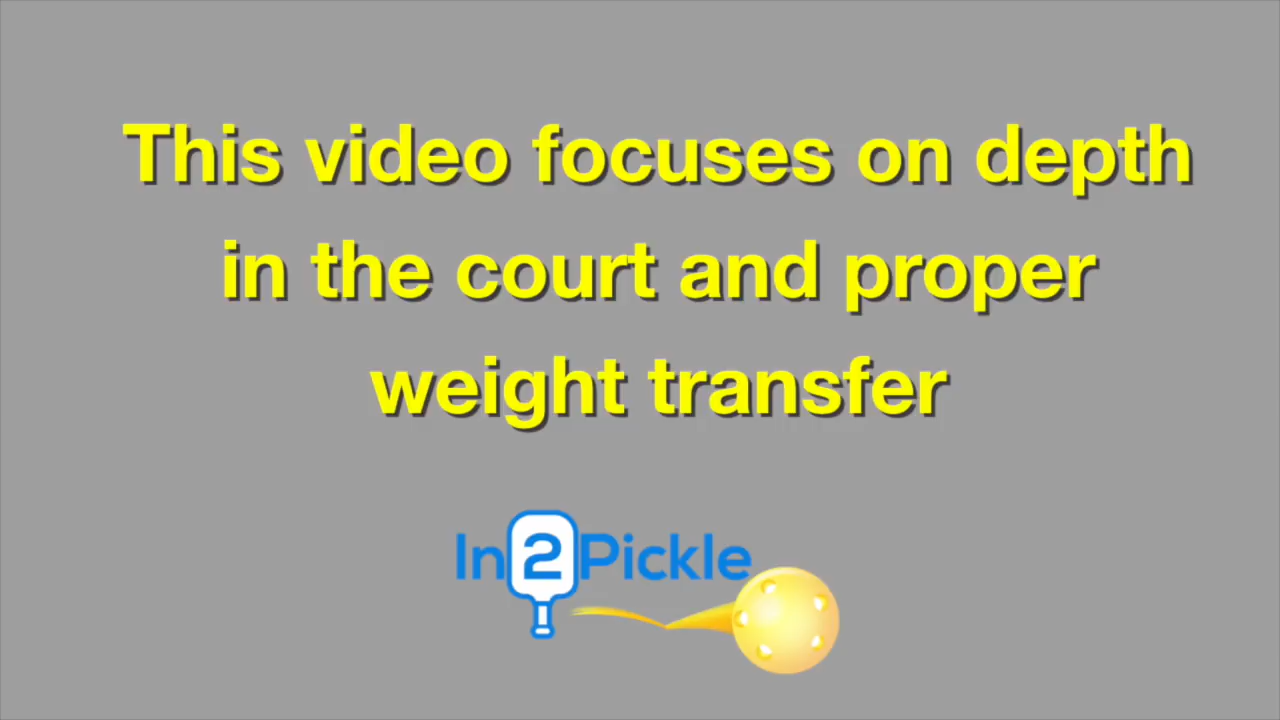 This video focuses on depth
in the court and proper
weight transfer
In2Pickle